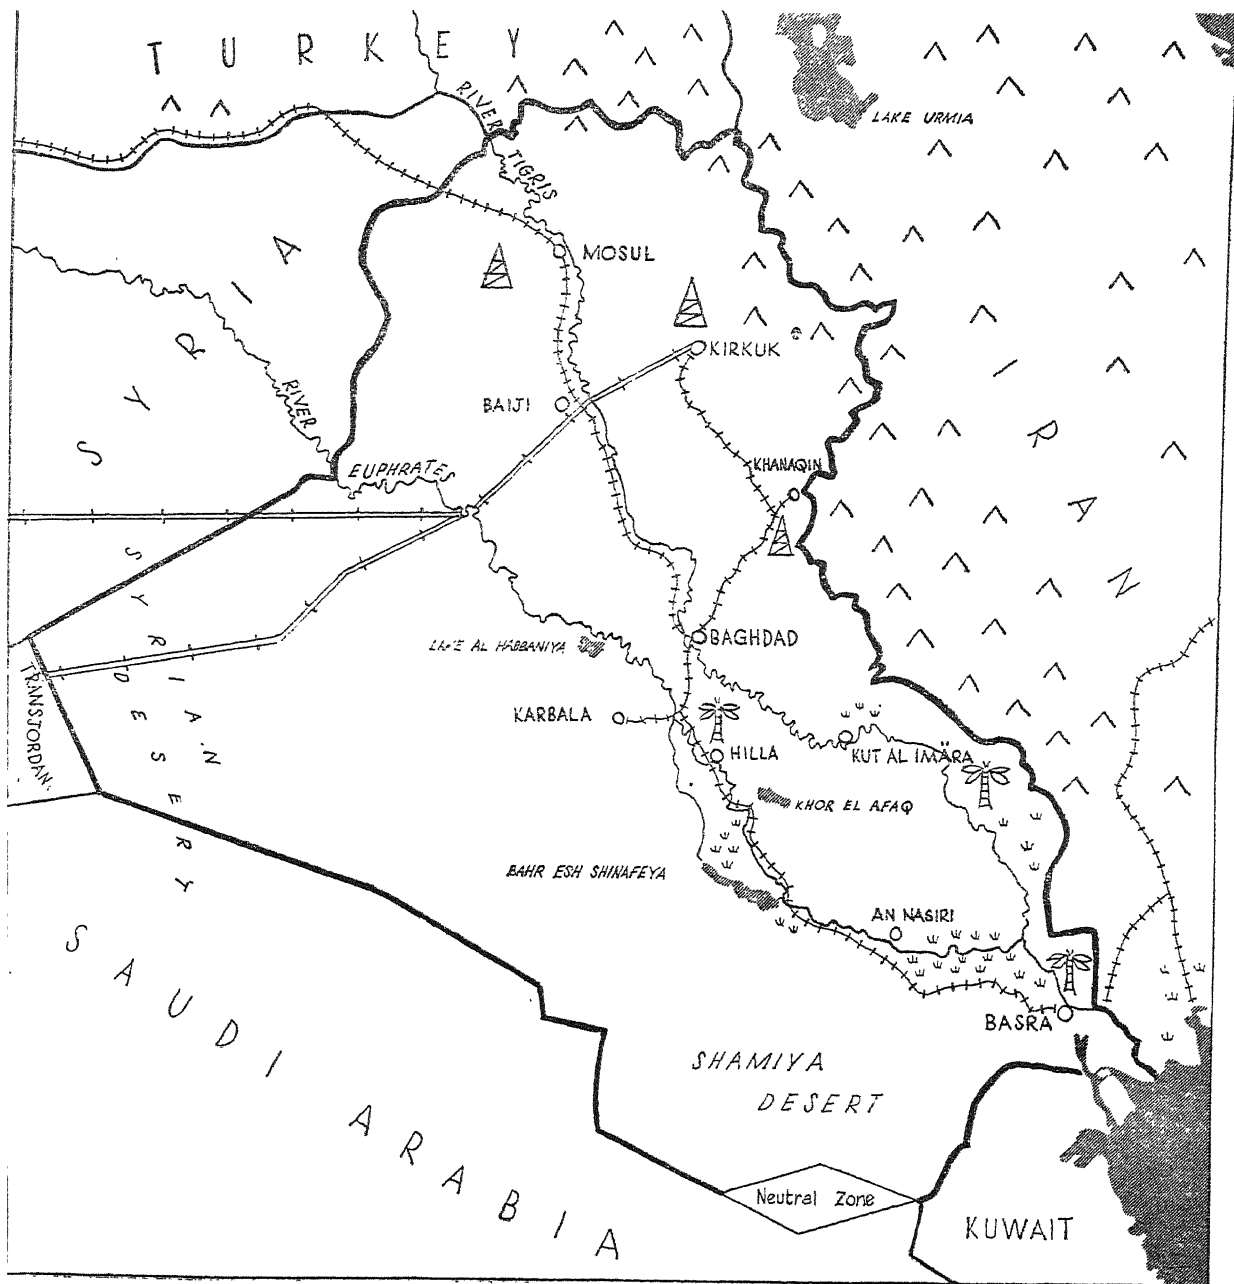 TURKEY
RIVER
TIGRIS
LAKE URMIA
SYRIA
MOSUL
KIRKUK
IRAN
BAIJI
RIVER
EUPHRATES
KHANAQIN
SYRIAN
DESERT
LAKE AL HABBANIYA
BAGHDAD
TRANSJORDAN.
KARBALA
HILLA
KUT AL IMÄRA
KHOR EL AFAQ
BAHR ESH SHINAFEYA
AN NASIRI
SAUDI ARABIA
BASRA
SHAMIYA
DESERT
Neutral Zone
KUWAIT